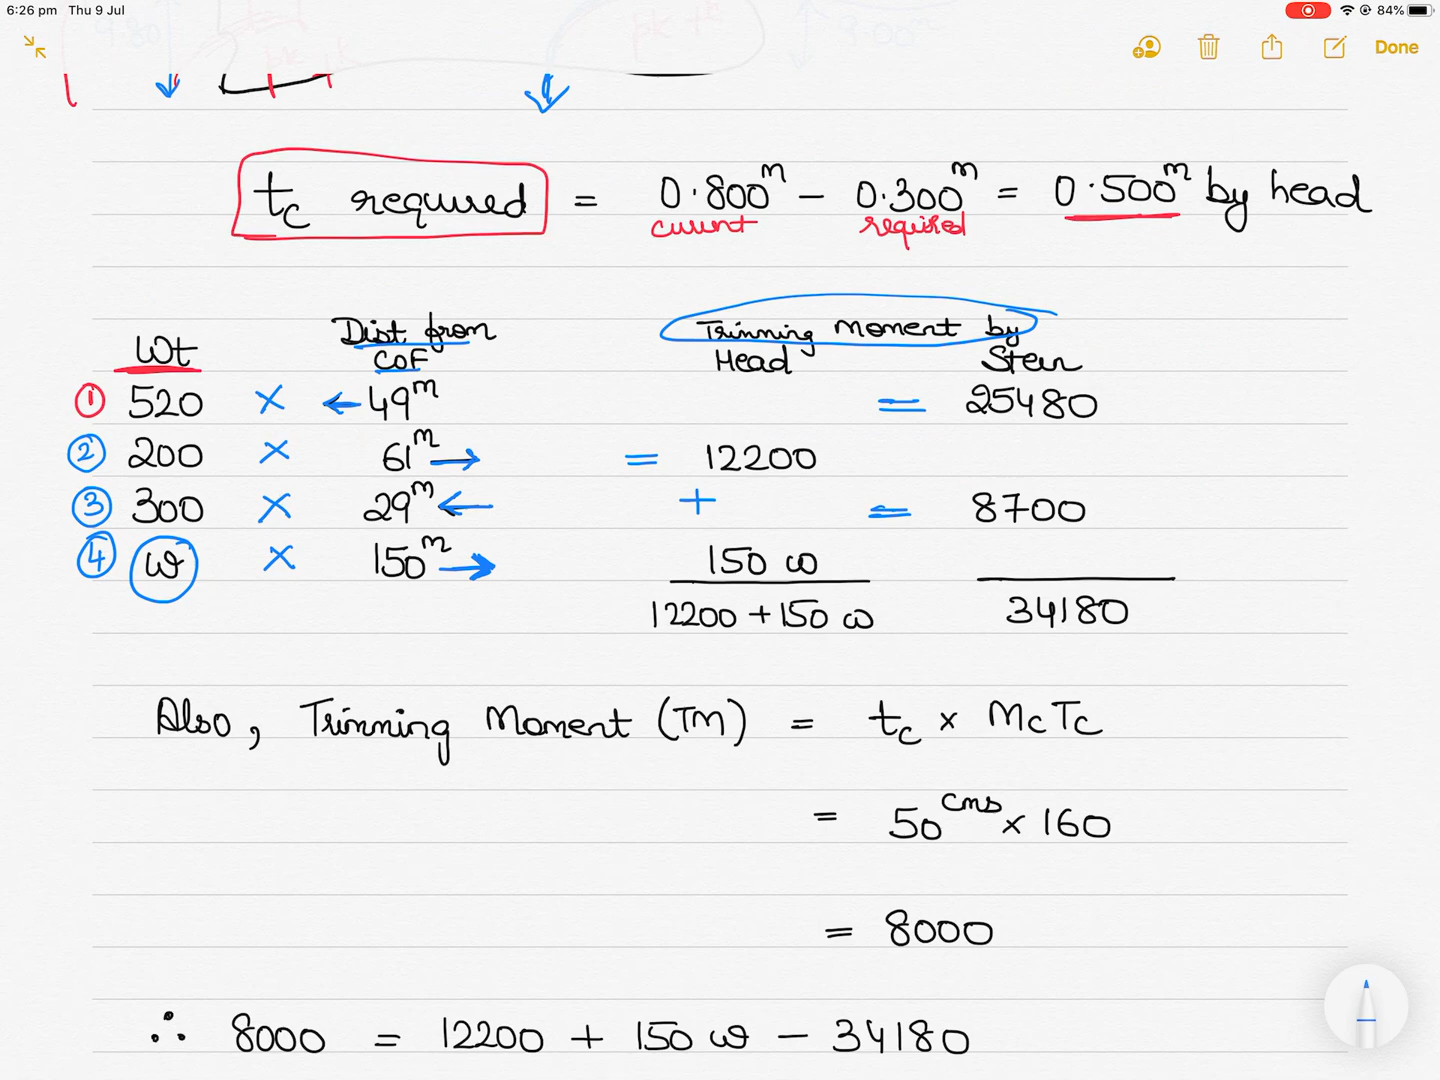 6:26 pm Thu 9 Jul 84%
Done
tc required = 0.800m - 0.300m = 0.500m by head
current required
Wt Dist from CoF Trimming Moment by
Head Stern
① 520 × ← 49m = 25480
② 200 × 61m → = 12200
③ 300 × 29m ← + = 8700
④ w × 150m → 150 w
12200 + 150 w 34180
Also, Trimming Moment (TM) = tc × MCTC
= 50cms × 160
= 8000
∴ 8000 = 12200 + 150 w - 34180